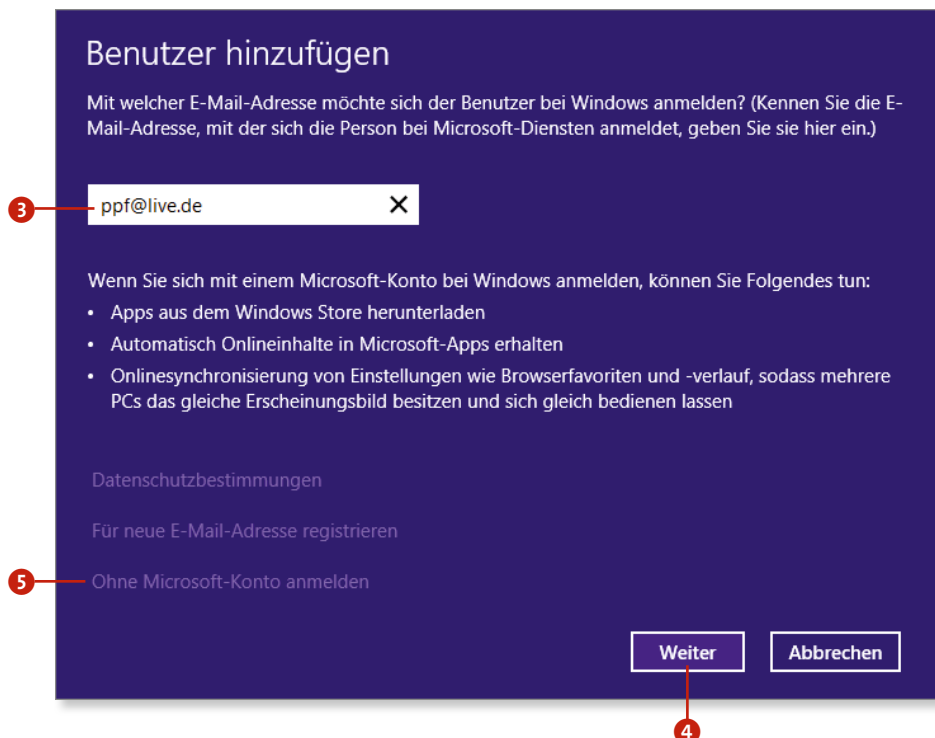 Benutzer hinzufügen
Mit welcher E-Mail-Adresse möchte sich der Benutzer bei Windows anmelden? (Kennen Sie die E-
Mail-Adresse, mit der sich die Person bei Microsoft-Diensten anmeldet, geben Sie sie hier ein.)
3 ppf@live.de
Wenn Sie sich mit einem Microsoft-Konto bei Windows anmelden, können Sie Folgendes tun:
• Apps aus dem Windows Store herunterladen
• Automatisch Onlineinhalte in Microsoft-Apps erhalten
• Onlinesynchronisierung von Einstellungen wie Browserfavoriten und -verlauf, sodass mehrere
PCs das gleiche Erscheinungsbild besitzen und sich gleich bedienen lassen
Datenschutzbestimmungen
Für neue E-Mail-Adresse registrieren
5 Ohne Microsoft-Konto anmelden
Weiter Abbrechen
4